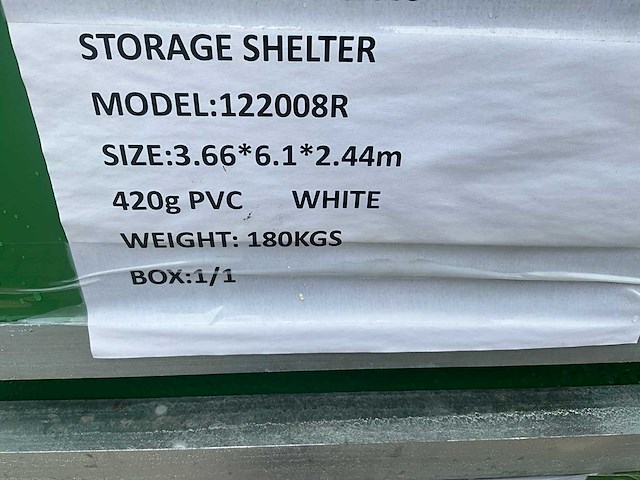 STORAGE SHELTER
MODEL:122008R
SIZE:3.66*6.1*2.44m
420g PVC WHITE
WEIGHT: 180KGS
BOX:1/1